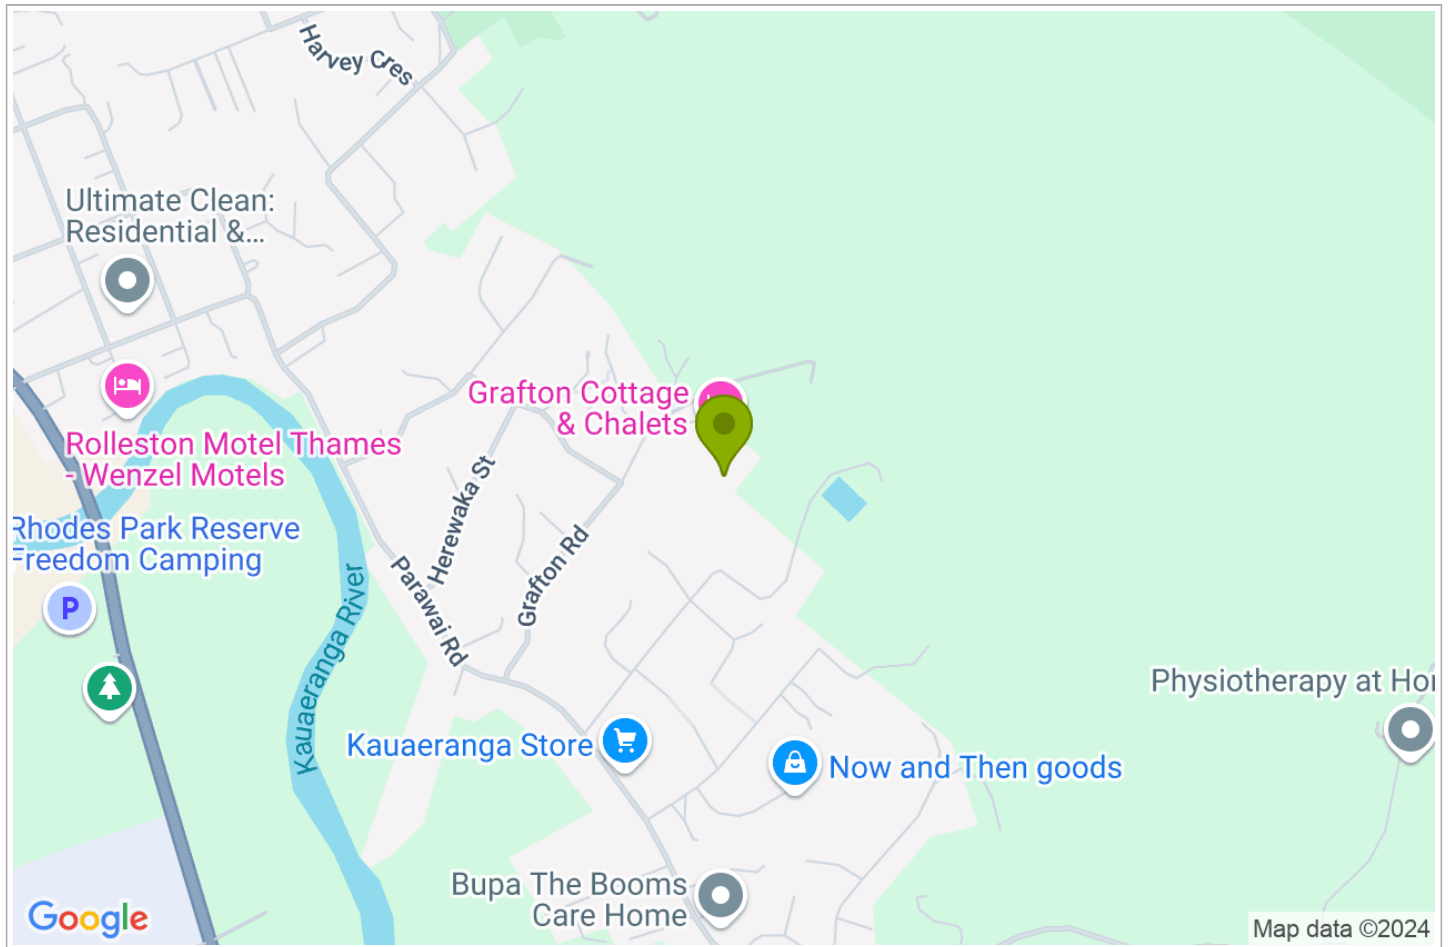 Harvey Cres
Ultimate Clean:
Residential &...
Grafton Cottage
& Chalets
Rolleston Motel Thames
- Wenzel Motels
Herewaka St
Rhodes Park Reserve
Freedom Camping
P
Grafton Rd
Parawai Rd
Kauaeranga River
Physiotherapy at Ho
Kauaeranga Store
Now and Then goods
Bupa The Booms
Care Home
Google
Map data ©2024